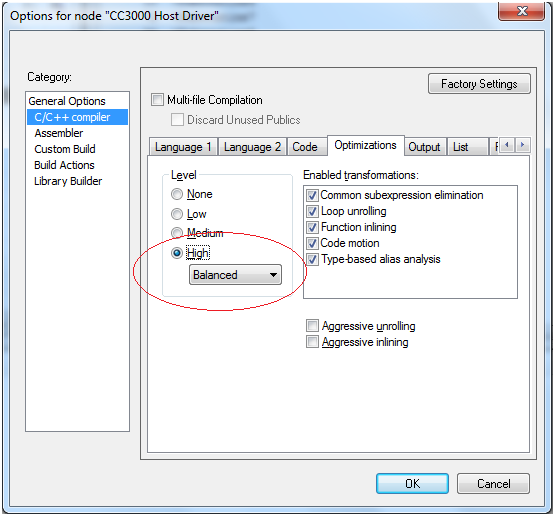 Options for node "CC3000 Host Driver"
Category:
General Options
C/C++ compiler
Assembler
Custom Build
Build Actions
Library Builder
Factory Settings
Multi-file Compilation
Discard Unused Publics
Language 1 Language 2 Code Optimizations Output List
Level
None
Low
Medium
High
Balanced
Enabled transformations:
Common subexpression elimination
Loop unrolling
Function inlining
Code motion
Type-based alias analysis
Aggressive unrolling
Aggressive inlining
OK Cancel